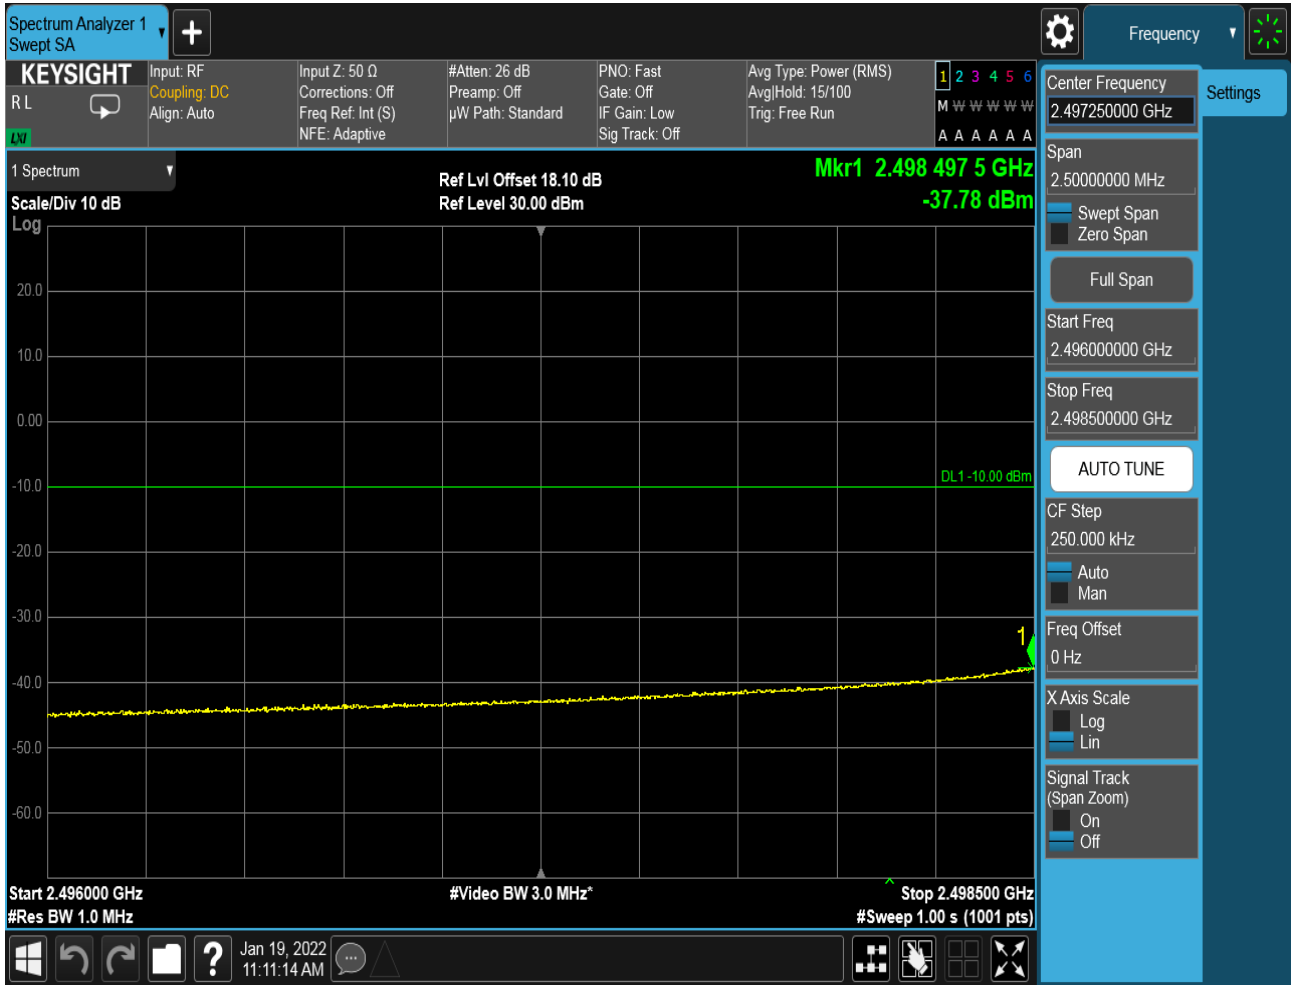 Spectrum Analyzer 1
Swept SA
Frequency
KEYSIGHT
R L
LXI
Input: RF
Coupling: DC
Align: Auto
Input Z: 50 Ω
Corrections: Off
Freq Ref: Int (S)
NFE: Adaptive
#Atten: 26 dB
Preamp: Off
µW Path: Standard
PNO: Fast
Gate: Off
IF Gain: Low
Sig Track: Off
Avg Type: Power (RMS)
Avg|Hold: 15/100
Trig: Free Run
1 2 3 4 5 6
M W W W W W
A A A A A A
1 Spectrum
Scale/Div 10 dB
Log
Ref Lvl Offset 18.10 dB
Ref Level 30.00 dBm
Mkr1 2.498 497 5 GHz
-37.78 dBm
20.0
10.0
0.00
-10.0
DL1 -10.00 dBm
-20.0
-30.0
1
-40.0
-50.0
-60.0
Start 2.496000 GHz
#Video BW 3.0 MHz*
Stop 2.498500 GHz
#Res BW 1.0 MHz
#Sweep 1.00 s (1001 pts)
Jan 19, 2022
11:11:14 AM
Center Frequency
2.497250000 GHz
Settings
Span
2.50000000 MHz
Swept Span
Zero Span
Full Span
Start Freq
2.496000000 GHz
Stop Freq
2.498500000 GHz
AUTO TUNE
CF Step
250.000 kHz
Auto
Man
Freq Offset
0 Hz
X Axis Scale
Log
Lin
Signal Track
(Span Zoom)
On
Off